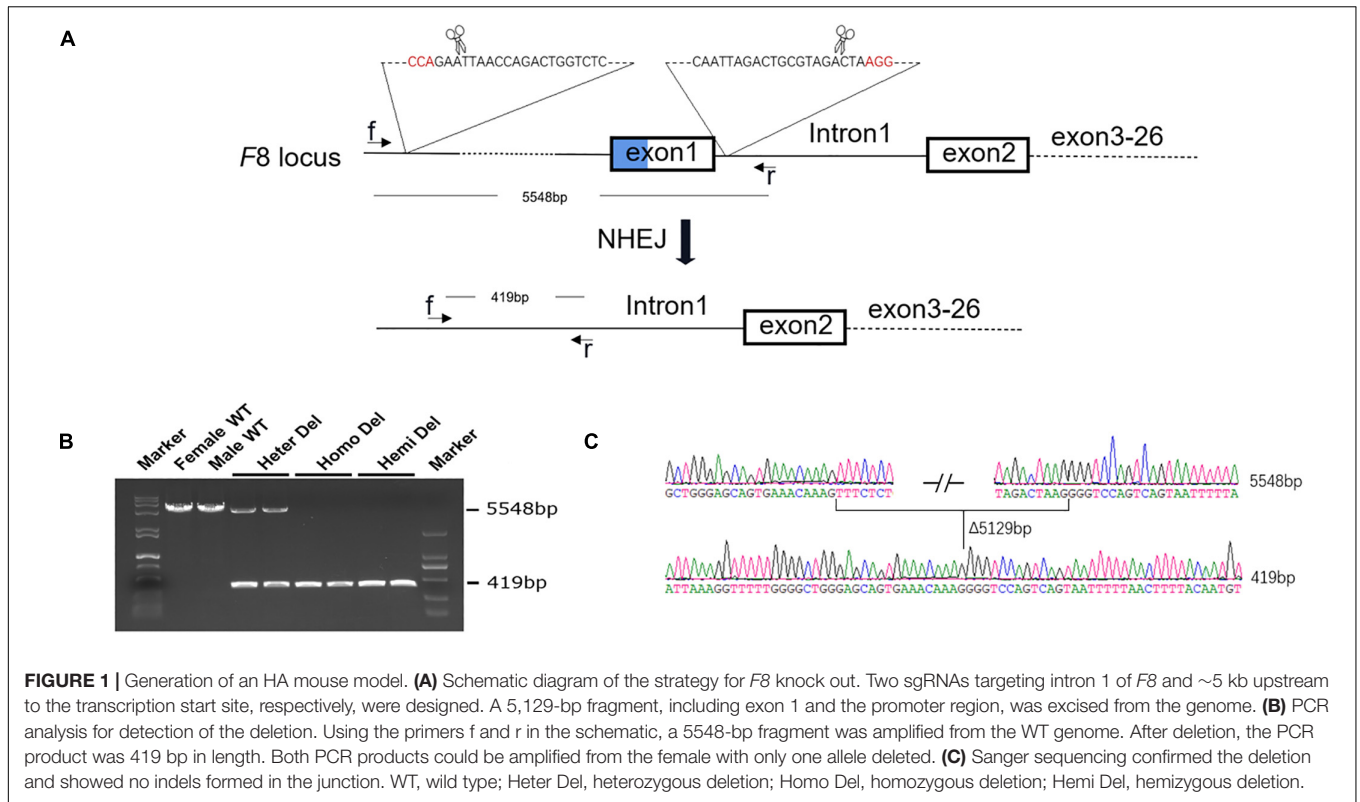 A
----CCAGAATTAACCAGACTGGTCTC----
----CAATTAGACTGCGTAGACTAAGG----
f
F8 locus
exon1
Intron1
exon2
exon3-26
r
5548bp
NHEJ
f
419bp
Intron1
exon2
exon3-26
r
B
Marker
Female WT
Male WT
Heter Del
Homo Del
Hemi Del
Marker
5548bp
419bp
C
GCTGGGAGCAGTGAAACAAAGTTTCTCT
TAGACTAAGGGGTCCAGTCAGTAATTTTTA
5548bp
Δ5129bp
ATTAAAGGTTTTTGGGGCTGGGAGCAGTGAAACAAAGGGGTCCAGTCAGTAATTTTTAACTTTTACAATGT
419bp
FIGURE 1 | Generation of an HA mouse model. (A) Schematic diagram of the strategy for F8 knock out. Two sgRNAs targeting intron 1 of F8 and ~5 kb upstream
to the transcription start site, respectively, were designed. A 5,129-bp fragment, including exon 1 and the promoter region, was excised from the genome. (B) PCR
analysis for detection of the deletion. Using the primers f and r in the schematic, a 5548-bp fragment was amplified from the WT genome. After deletion, the PCR
product was 419 bp in length. Both PCR products could be amplified from the female with only one allele deleted. (C) Sanger sequencing confirmed the deletion
and showed no indels formed in the junction. WT, wild type; Heter Del, heterozygous deletion; Homo Del, homozygous deletion; Hemi Del, hemizygous deletion.